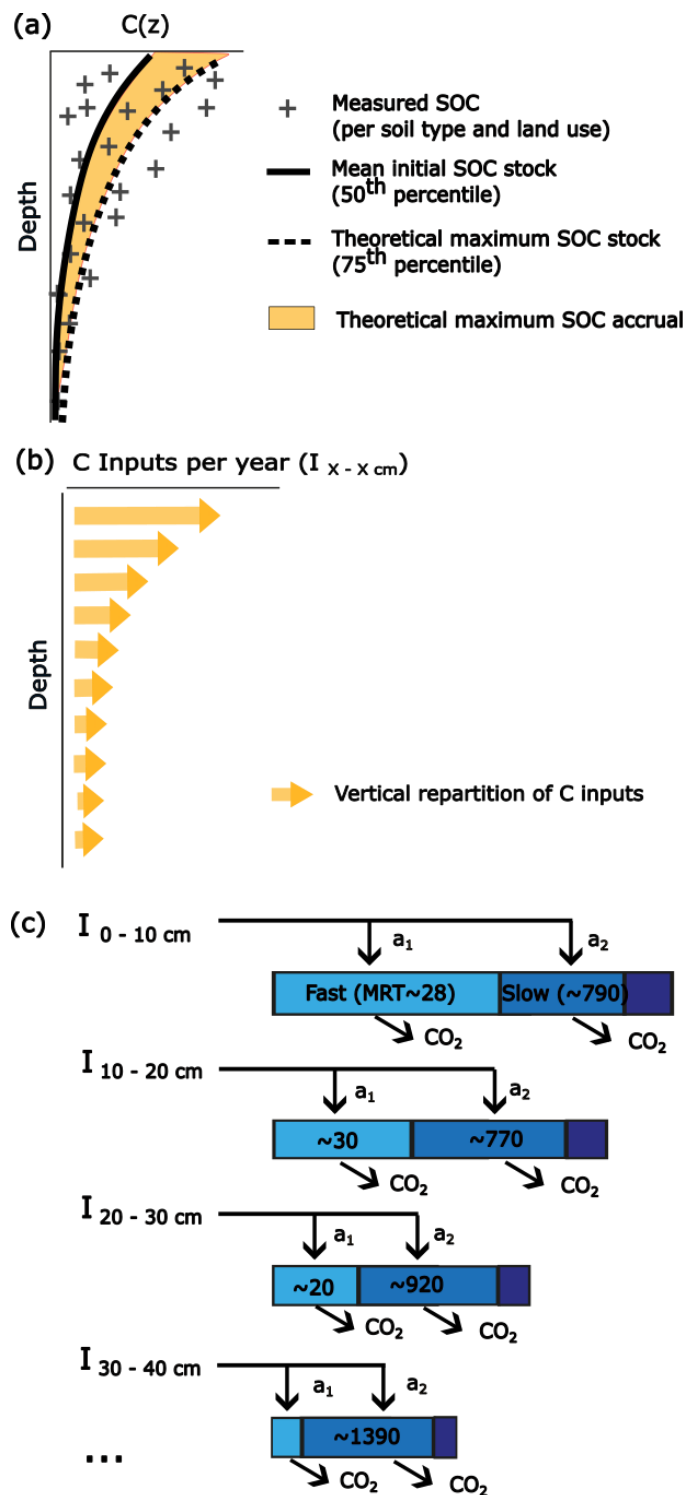 (a)
C(z)
Depth
Measured SOC
(per soil type and land use)
Mean initial SOC stock
(50th percentile)
Theoretical maximum SOC stock
(75th percentile)
Theoretical maximum SOC accrual
(b)
C Inputs per year (I x - x cm)
Depth
Vertical repartition of C inputs
(c)
I 0 - 10 cm
a1
a2
Fast (MRT~28)
Slow (~790)
CO2
CO2
I 10 - 20 cm
a1
a2
~30
~770
CO2
CO2
I 20 - 30 cm
a1
a2
~20
~920
CO2
CO2
I 30 - 40 cm
a1
a2
~1390
...
CO2
CO2